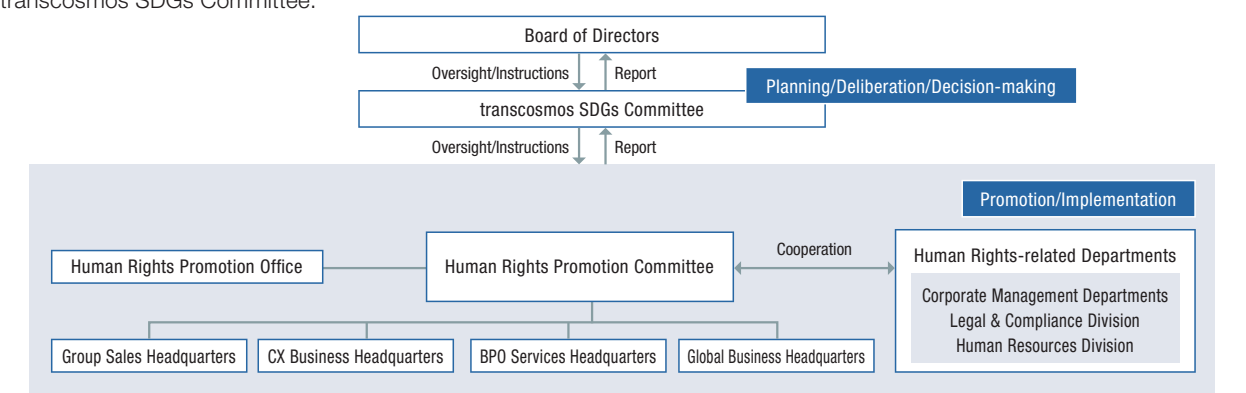 transcosmos SDGs Committee.
Board of Directors
Oversight/Instructions
Report
Planning/Deliberation/Decision-making
transcosmos SDGs Committee
Oversight/Instructions
Report
Promotion/Implementation
Human Rights Promotion Office
Human Rights Promotion Committee
Cooperation
Human Rights-related Departments
Corporate Management Departments
Legal & Compliance Division
Human Resources Division
Group Sales Headquarters
CX Business Headquarters
BPO Services Headquarters
Global Business Headquarters